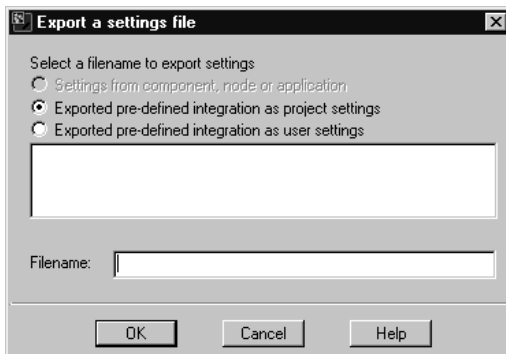 Export a settings file
Select a filename to export settings
Settings from component, node or application
Exported pre-defined integration as project settings
Exported pre-defined integration as user settings
Filename:
OK Cancel Help